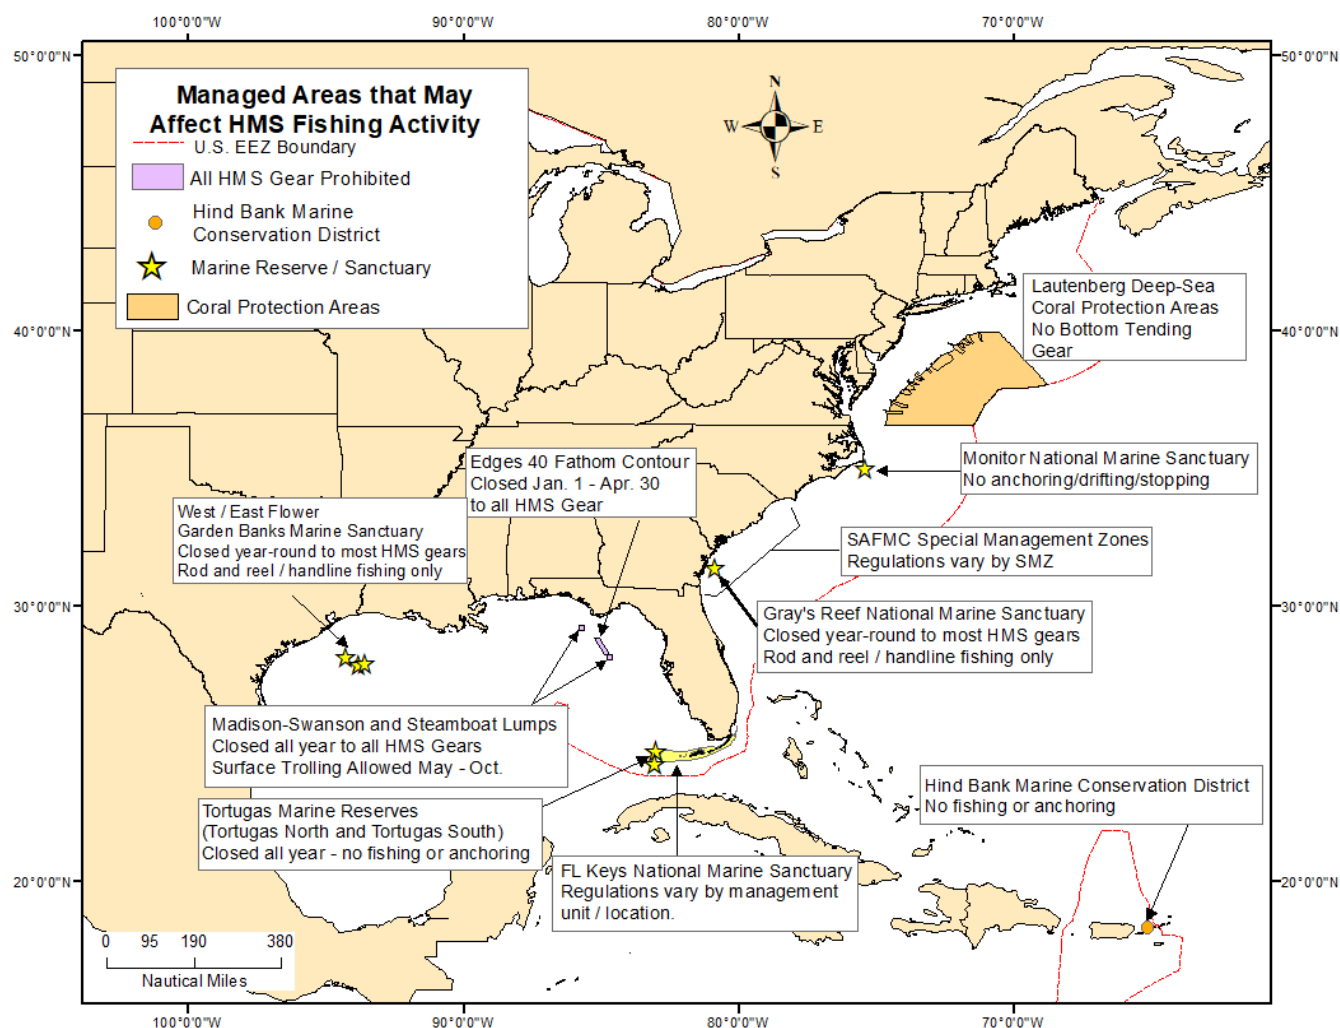 100°0'0"W
90°0'0"W
80°0'0"W
70°0'0"W
50°0'0"N
50°0'0"N
Managed Areas that May
Affect HMS Fishing Activity
U.S. EEZ Boundary
All HMS Gear Prohibited
Hind Bank Marine
Conservation District
Marine Reserve / Sanctuary
Coral Protection Areas
N
W
E
S
Lautenberg Deep-Sea
Coral Protection Areas
No Bottom Tending
Gear
40°0'0"N
40°0'0"N
Edges 40 Fathom Contour
Closed Jan. 1 - Apr. 30
to all HMS Gear
Monitor National Marine Sanctuary
No anchoring/drifting/stopping
West / East Flower
Garden Banks Marine Sanctuary
Closed year-round to most HMS gears
Rod and reel / handline fishing only
SAFMC Special Management Zones
Regulations vary by SMZ
30°0'0"N
30°0'0"N
Gray's Reef National Marine Sanctuary
Closed year-round to most HMS gears
Rod and reel / handline fishing only
Madison-Swanson and Steamboat Lumps
Closed all year to all HMS Gears
Surface Trolling Allowed May - Oct.
Hind Bank Marine Conservation District
No fishing or anchoring
Tortugas Marine Reserves
(Tortugas North and Tortugas South)
Closed all year - no fishing or anchoring
FL Keys National Marine Sanctuary
Regulations vary by management
unit / location.
20°0'0"N
20°0'0"N
0 95 190 380
Nautical Miles
100°0'0"W
90°0'0"W
80°0'0"W
70°0'0"W